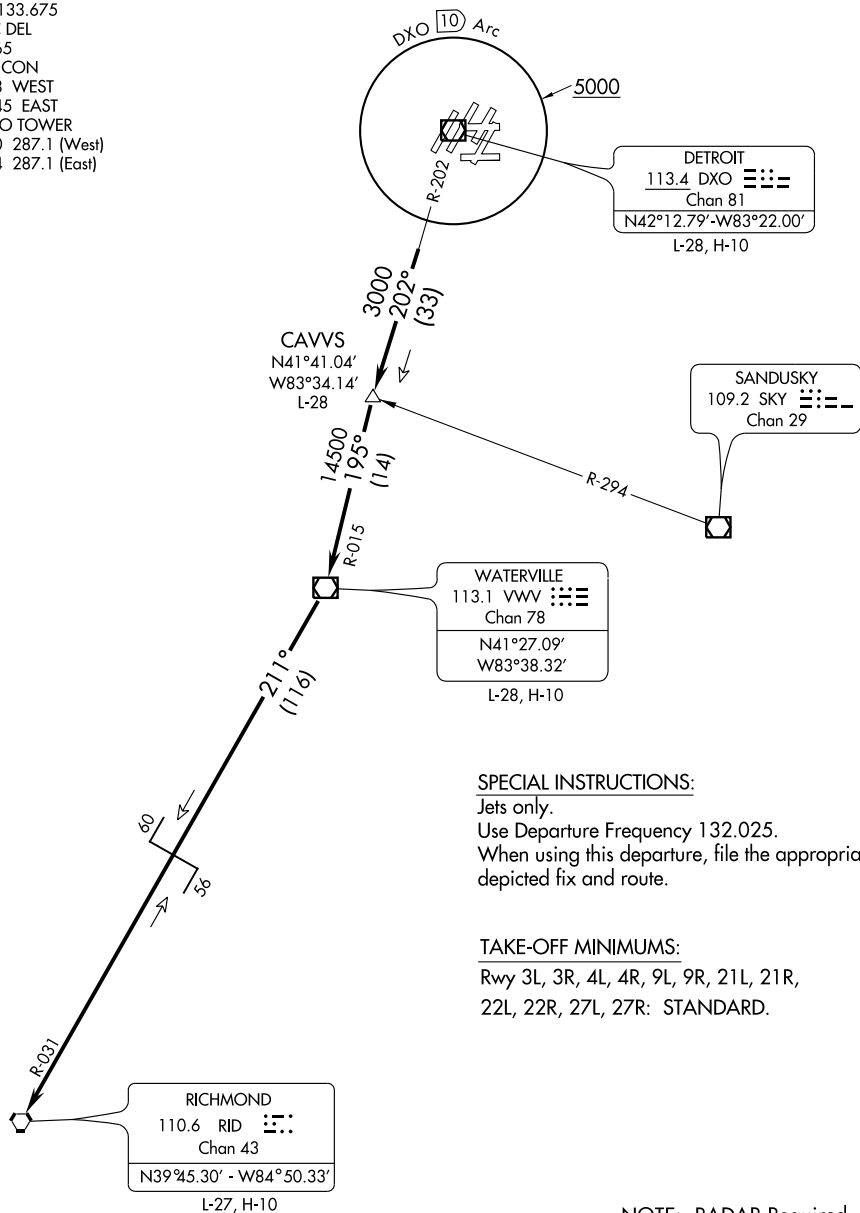 133.675
DEL
CON
WEST
45 EAST
TOWER
287.1 (West)
287.1 (East)
DXO 10 Arc
5000
R-202
DETROIT
113.4 DXO
Chan 81
N42°12.79'-W83°22.00'
L-28, H-10
3000
202°
(33)
CAVVS
N41°41.04'
W83°34.14'
L-28
SANDUSKY
109.2 SKY
Chan 29
14500
195°
(14)
R-294
R-015
WATERVILLE
113.1 VWV
Chan 78
N41°27.09'
W83°38.32'
L-28, H-10
211°
(116)
SPECIAL INSTRUCTIONS:
Jets only.
Use Departure Frequency 132.025.
When using this departure, file the appropria
depicted fix and route.
60
56
TAKE-OFF MINIMUMS:
Rwy 3L, 3R, 4L, 4R, 9L, 9R, 21L, 21R,
22L, 22R, 27L, 27R: STANDARD.
R-031
RICHMOND
110.6 RID
Chan 43
N39°45.30' - W84°50.33'
L-27, H-10
NOTE: RADAR Required